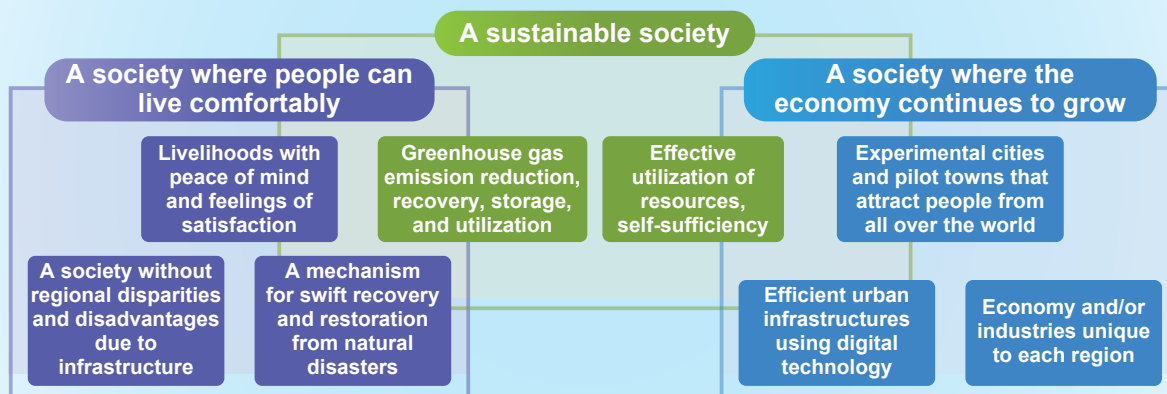 A sustainable society
A society where people can
live comfortably
A society where the
economy continues to grow
Livelihoods with
peace of mind
and feelings of
satisfaction
Greenhouse gas
emission reduction,
recovery, storage,
and utilization
Effective
utilization of
resources,
self-sufficiency
Experimental cities
and pilot towns that
attract people from
all over the world
A society without
regional disparities
and disadvantages
due to
infrastructure
A mechanism
for swift recovery
and restoration
from natural
disasters
Efficient urban
infrastructures
using digital
technology
Economy and/or
industries unique
to each region